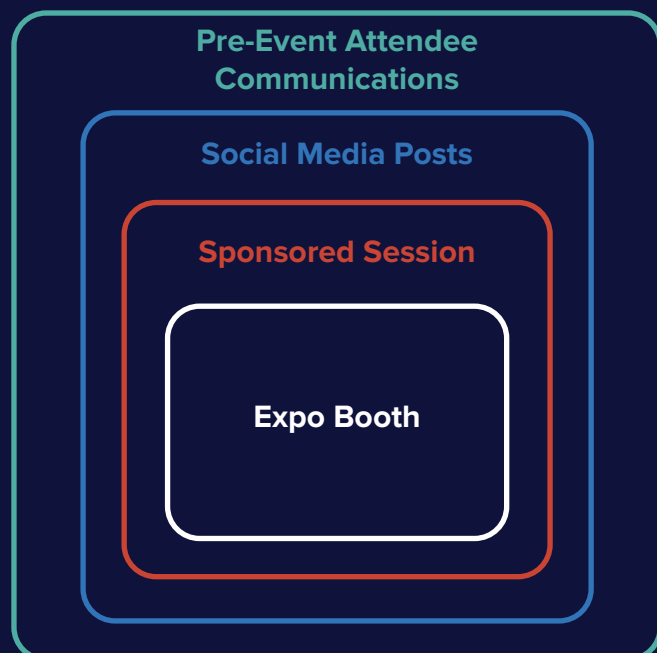 Pre-Event Attendee
Communications
Social Media Posts
Sponsored Session
Expo Booth